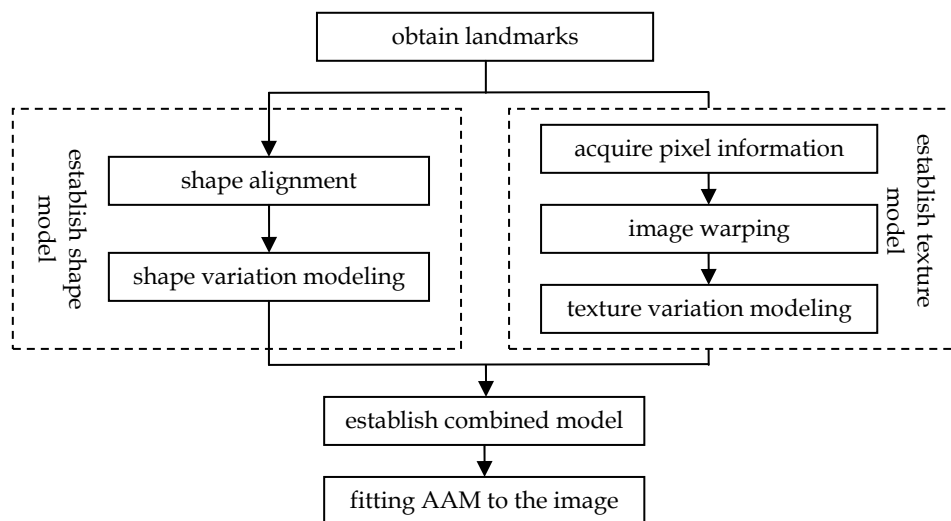 obtain landmarks
establish shape
model
shape alignment
shape variation modeling
acquire pixel information
image warping
texture variation modeling
establish texture
model
establish combined model
fitting AAM to the image